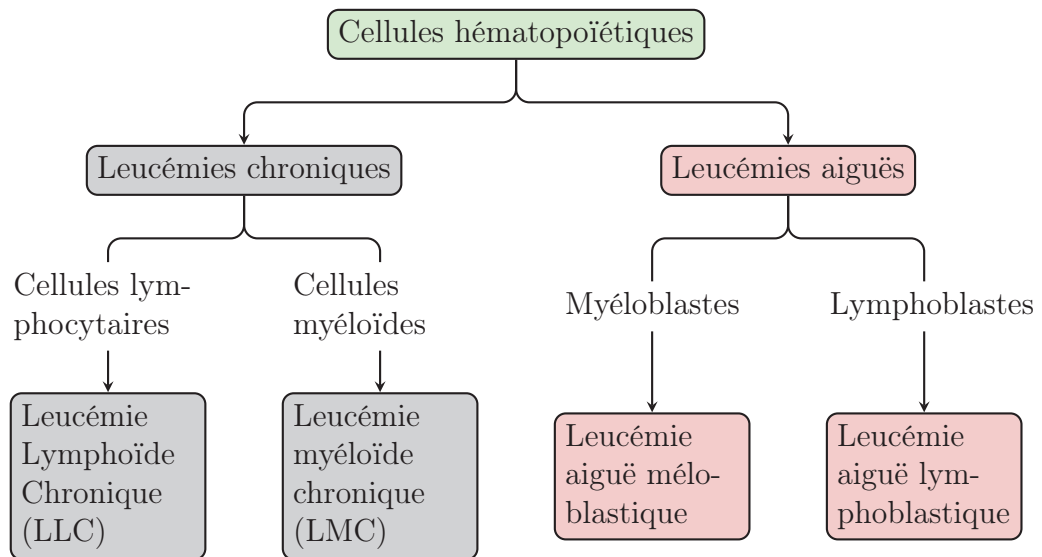 Cellules hématopoïétiques
Leucémies chroniques
Leucémies aiguës
Cellules lym-
phocytaires
Cellules
myéloïdes
Myéloblastes
Lymphoblastes
Leucémie
Lymphoïde
Chronique
(LLC)
Leucémie
myéloïde
chronique
(LMC)
Leucémie
aiguë mélo-
blastique
Leucémie
aiguë lym-
phoblastique